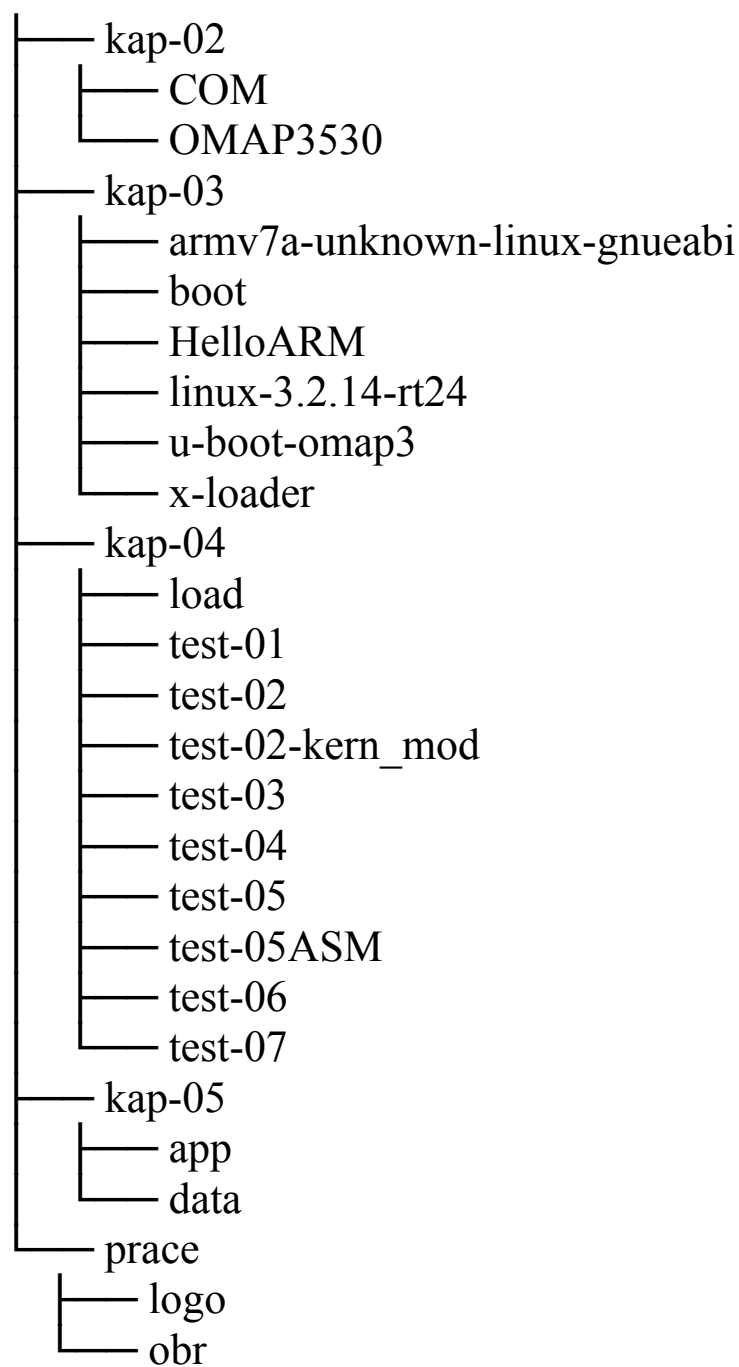 kap-02
COM
OMAP3530
kap-03
armv7a-unknown-linux-gnueabi
boot
HelloARM
linux-3.2.14-rt24
u-boot-omap3
x-loader
kap-04
load
test-01
test-02
test-02-kern_mod
test-03
test-04
test-05
test-05ASM
test-06
test-07
kap-05
app
data
prace
logo
obr